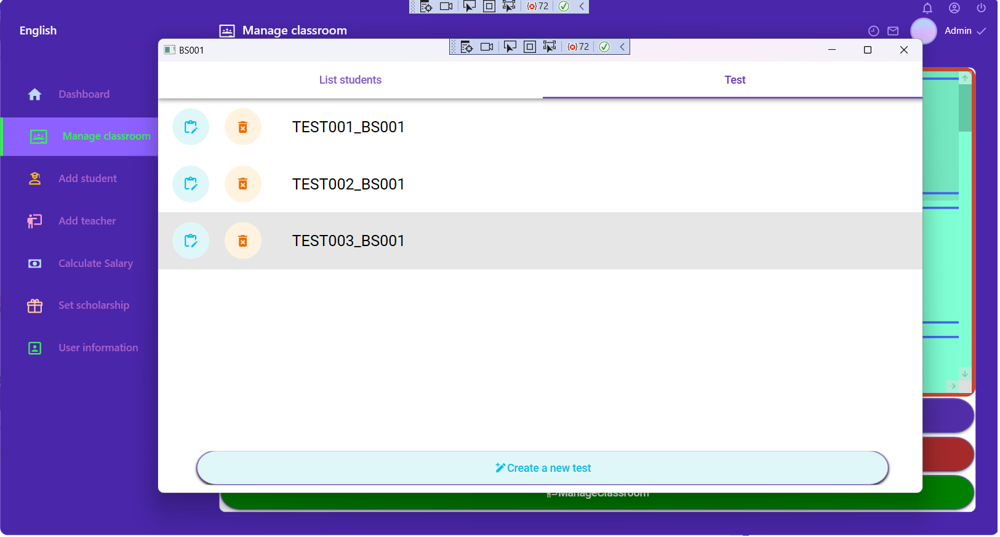 72
English
Manage classroom
Admin
BS001
72
List students
Test
Dashboard
Manage classroom
Add student
Add teacher
Calculate Salary
Set scholarship
User information
TEST001_BS001
TEST002_BS001
TEST003_BS001
Create a new test
ManageClassroom